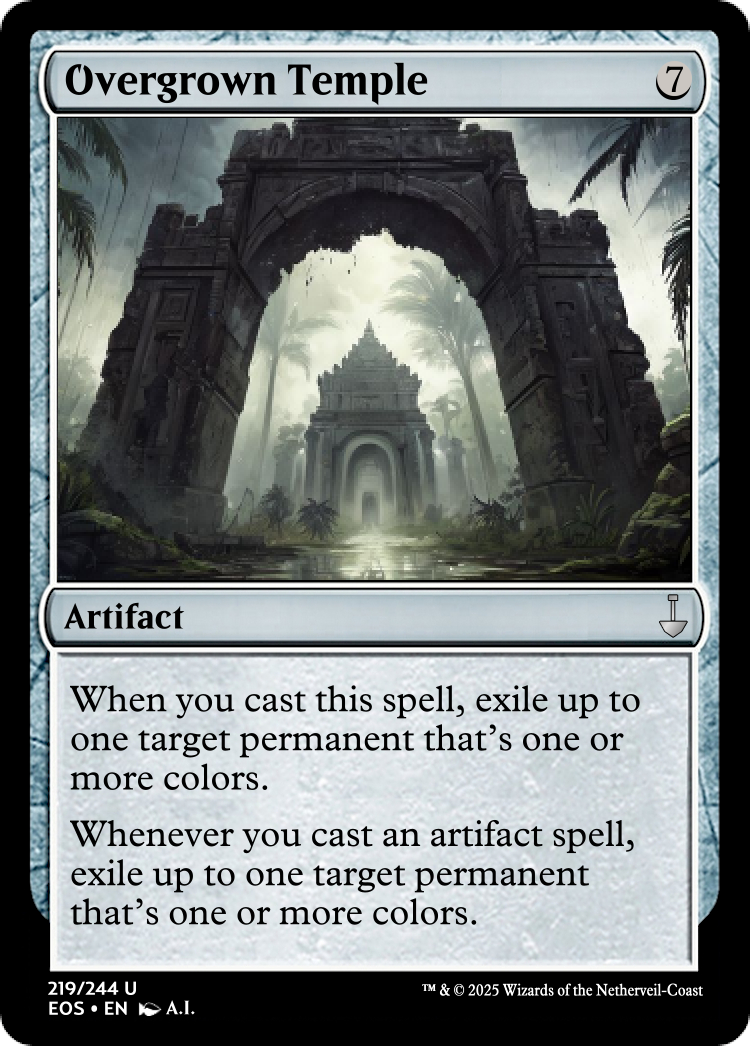 Overgrown Temple 7
Artifact
When you cast this spell, exile up to
one target permanent that's one or
more colors.
Whenever you cast an artifact spell,
exile up to one target permanent
that's one or more colors.
219/244 U
EOS • EN A.I.
™ & © 2025 Wizards of the Netherveil-Coast